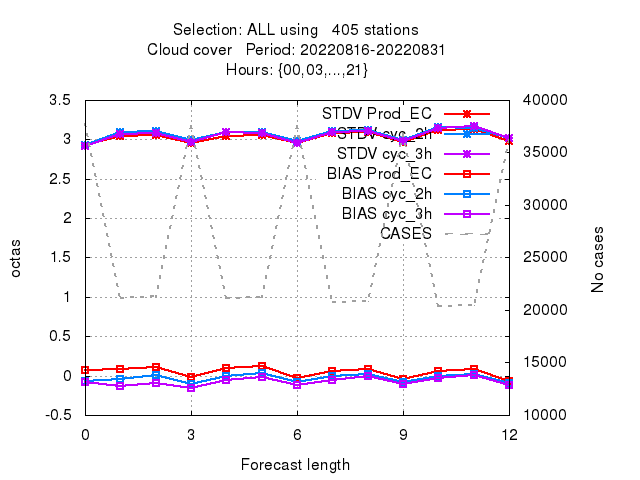 Selection: ALL using   405 stations
Cloud cover   Period: 20220816-20220831
Hours: {00,03,...,21}
3.5
3
2.5
2
1.5
1
0.5
0
-0.5
octas
STDV Prod_EC
STDV cyc_2h
STDV cyc_3h
BIAS Prod_EC
BIAS cyc_2h
BIAS cyc_3h
CASES
40000
35000
30000
25000
20000
15000
10000
No cases
0 3 6 9 12
Forecast length